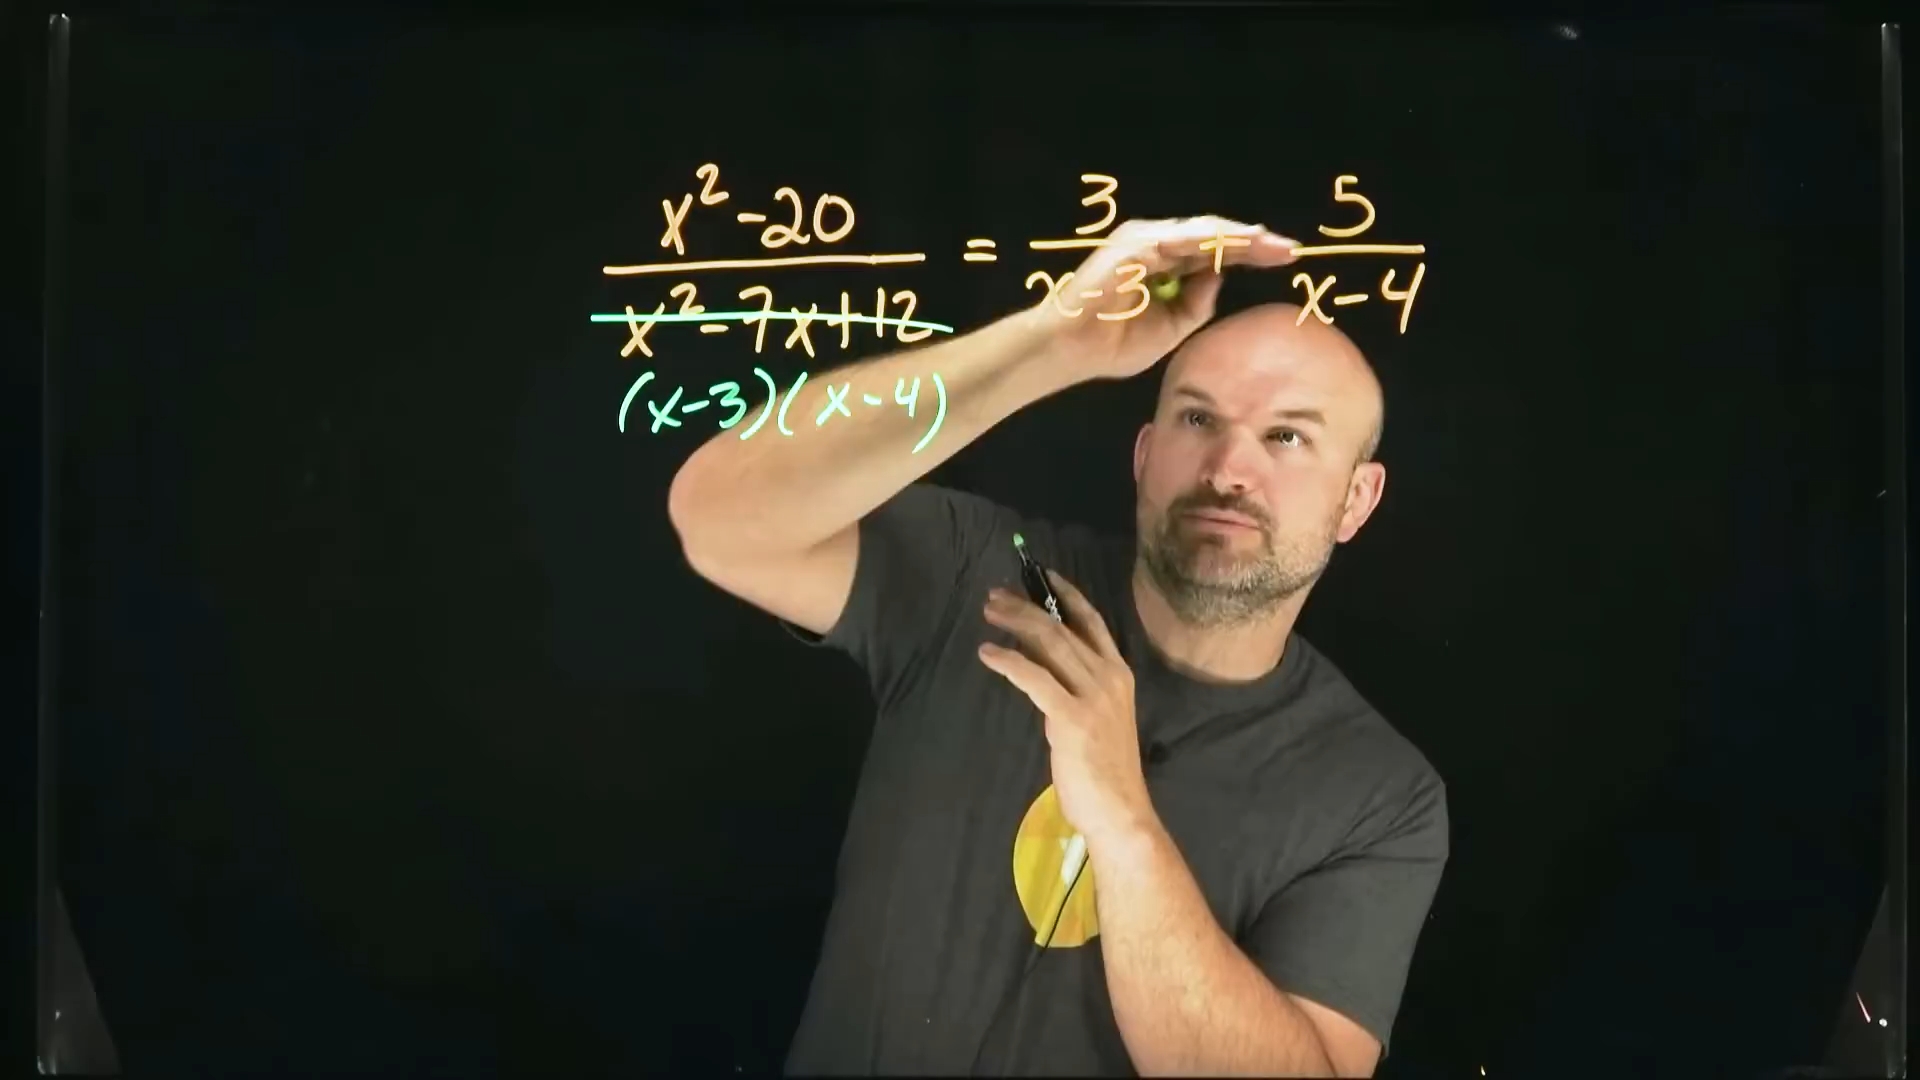 x² - 20 = 3 + 5
x² - 7x + 12 x - 3 x - 4
(x - 3)(x - 4)